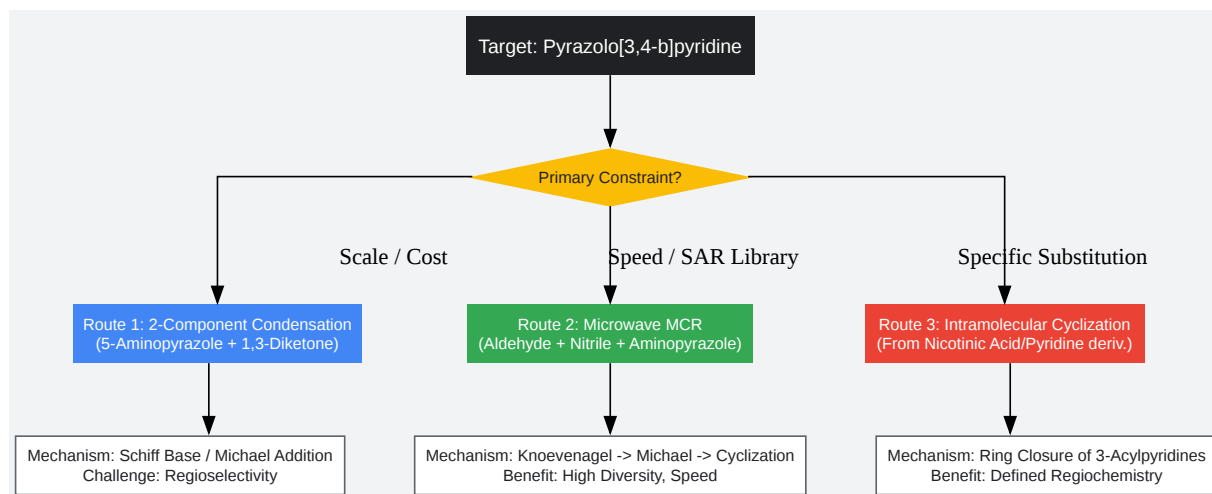 Target: Pyrazolo[3,4-b]pyridine
Primary Constraint?
Scale / Cost
Speed / SAR Library
Specific Substitution
Route 1: 2-Component Condensation
(5-Aminopyrazole + 1,3-Diketone)
Route 2: Microwave MCR
(Aldehyde + Nitrile + Aminopyrazole)
Route 3: Intramolecular Cyclization
(From Nicotinic Acid/Pyridine deriv.)
Mechanism: Schiff Base / Michael Addition
Challenge: Regioselectivity
Mechanism: Knoevenagel -> Michael -> Cyclization
Benefit: High Diversity, Speed
Mechanism: Ring Closure of 3-Acylpyridines
Benefit: Defined Regiochemistry